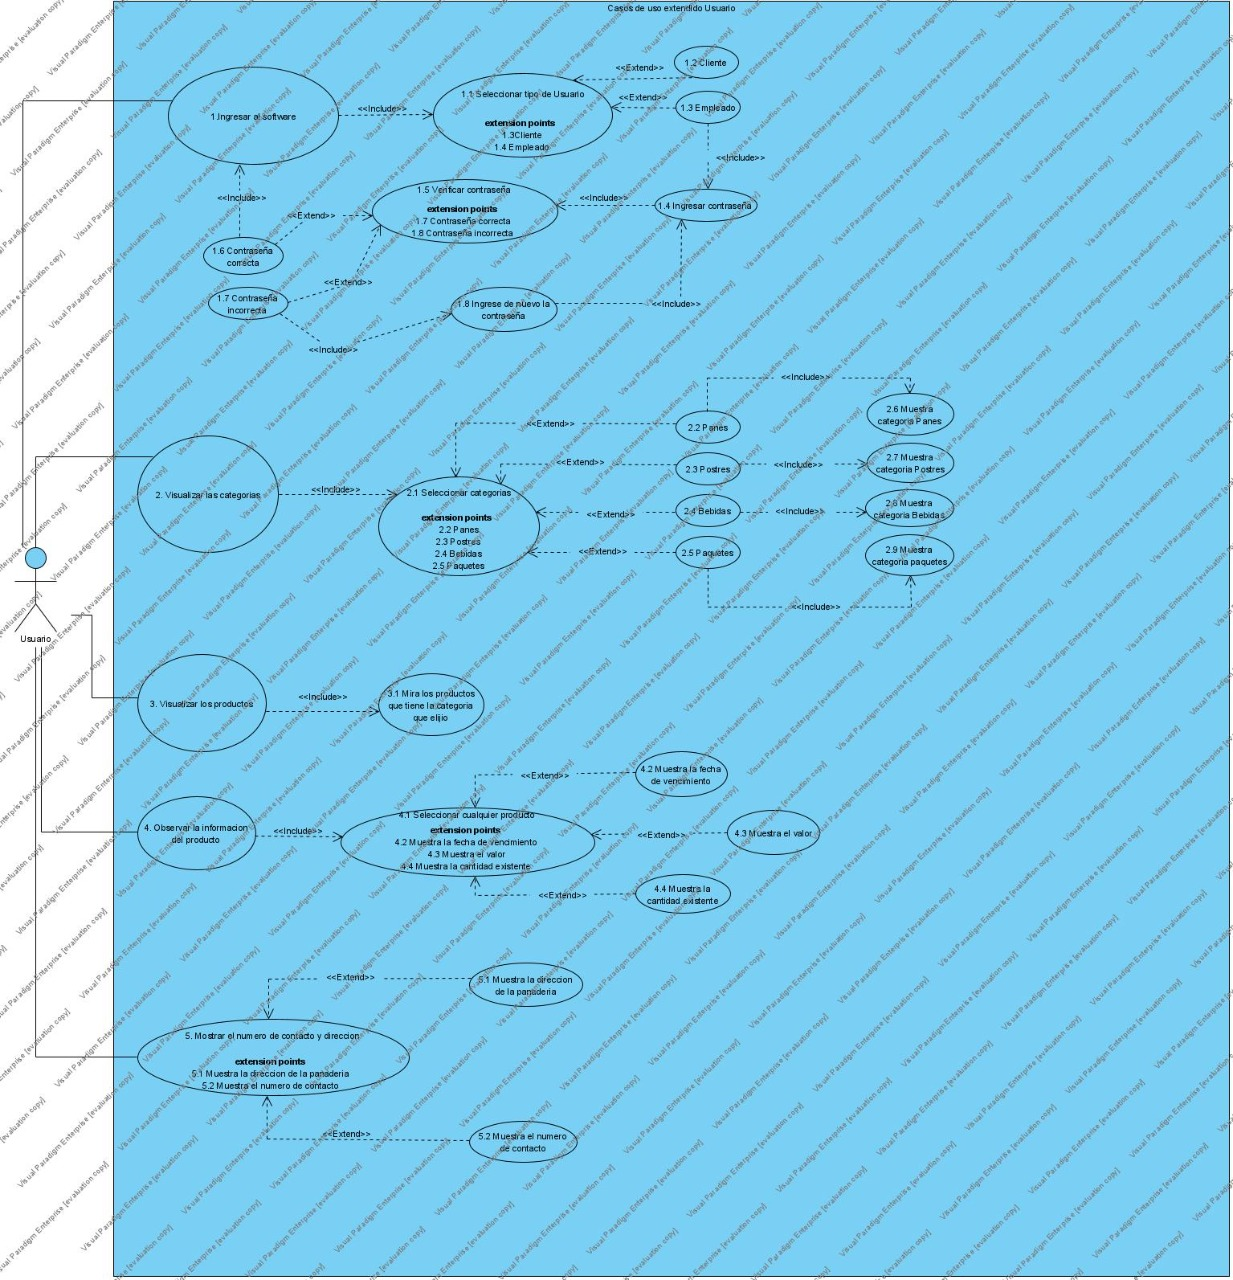 Casos de uso extendido Usuario
1.Ingresar al software
<<Include>>
1.1 Seleccionar tipo de Usuario
extension points
1.3Cliente
1.4 Empleado
<<Extend>>
1.2 Cliente
<<Extend>>
1.3 Empleado
<<Include>>
1.4 Ingresar contraseña
<<Include>>
1.5 Verificar contraseña
extension points
1.7 Contraseña correcta
1.8 Contraseña incorrecta
<<Include>>
<<Extend>>
1.6 Contraseña
correcta
<<Extend>>
1.7 Contraseña
incorrecta
<<Include>>
1.8 Ingrese de nuevo la
contraseña
<<Include>>
2. Visualizar las categorias
<<Include>>
2.1 Seleccionar categorias
extension points
2.2 Panes
2.3 Postres
2.4 Bebidas
2.5 Paquetes
<<Extend>>
2.2 Panes
<<Include>>
2.6 Muestra
categoria Panes
<<Extend>>
2.3 Postres
<<Include>>
2.7 Muestra
categoria Postres
<<Extend>>
2.4 Bebidas
<<Include>>
2.8 Muestra
categoria Bebidas
<<Extend>>
2.5 Paquetes
<<Include>>
2.9 Muestra
categoria paquetes
Usuario
3. Visualizar los productos
<<Include>>
3.1 Mira los productos
que tiene la categoria
que elijio
4. Observar la informacion
del producto
<<Include>>
4.1 Seleccionar cualquier producto
extension points
4.2 Muestra la fecha de vencimiento
4.3 Muestra el valor
4.4 Muestra la cantidad existente
<<Extend>>
4.2 Muestra la fecha
de vencimiento
<<Extend>>
4.3 Muestra el valor
<<Extend>>
4.4 Muestra la
cantidad existente
<<Extend>>
5.1 Muestra la direccion
de la panaderia
5. Mostrar el numero de contacto y direccion
extension points
5.1 Muestra la direccion de la panaderia
5.2 Muestra el numero de contacto
<<Extend>>
5.2 Muestra el numero
de contacto
Visual Paradigm Enterprise [evaluation copy]